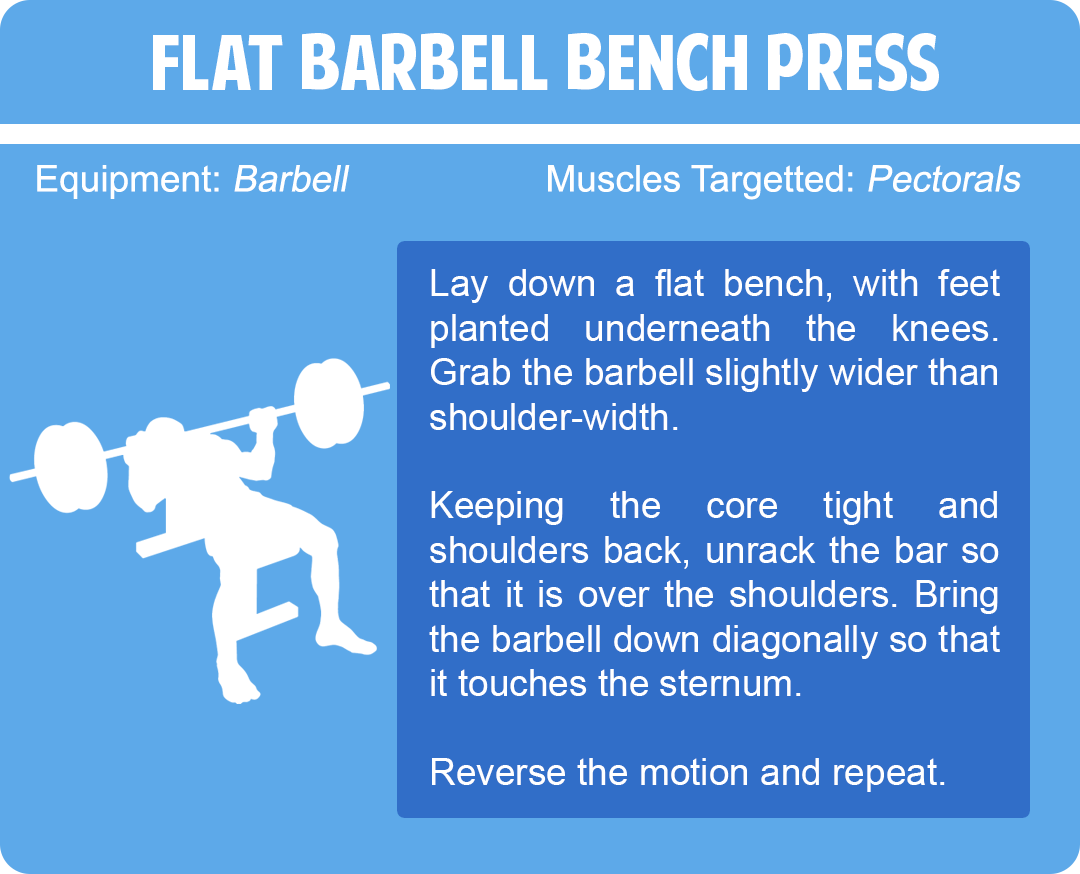 FLAT BARBELL BENCH PRESS
Equipment: Barbell
Muscles Targetted: Pectorals
Lay down a flat bench, with feet
planted underneath the knees.
Grab the barbell slightly wider than
shoulder-width.
Keeping the core tight and
shoulders back, unrack the bar so
that it is over the shoulders. Bring
the barbell down diagonally so that
it touches the sternum.
Reverse the motion and repeat.